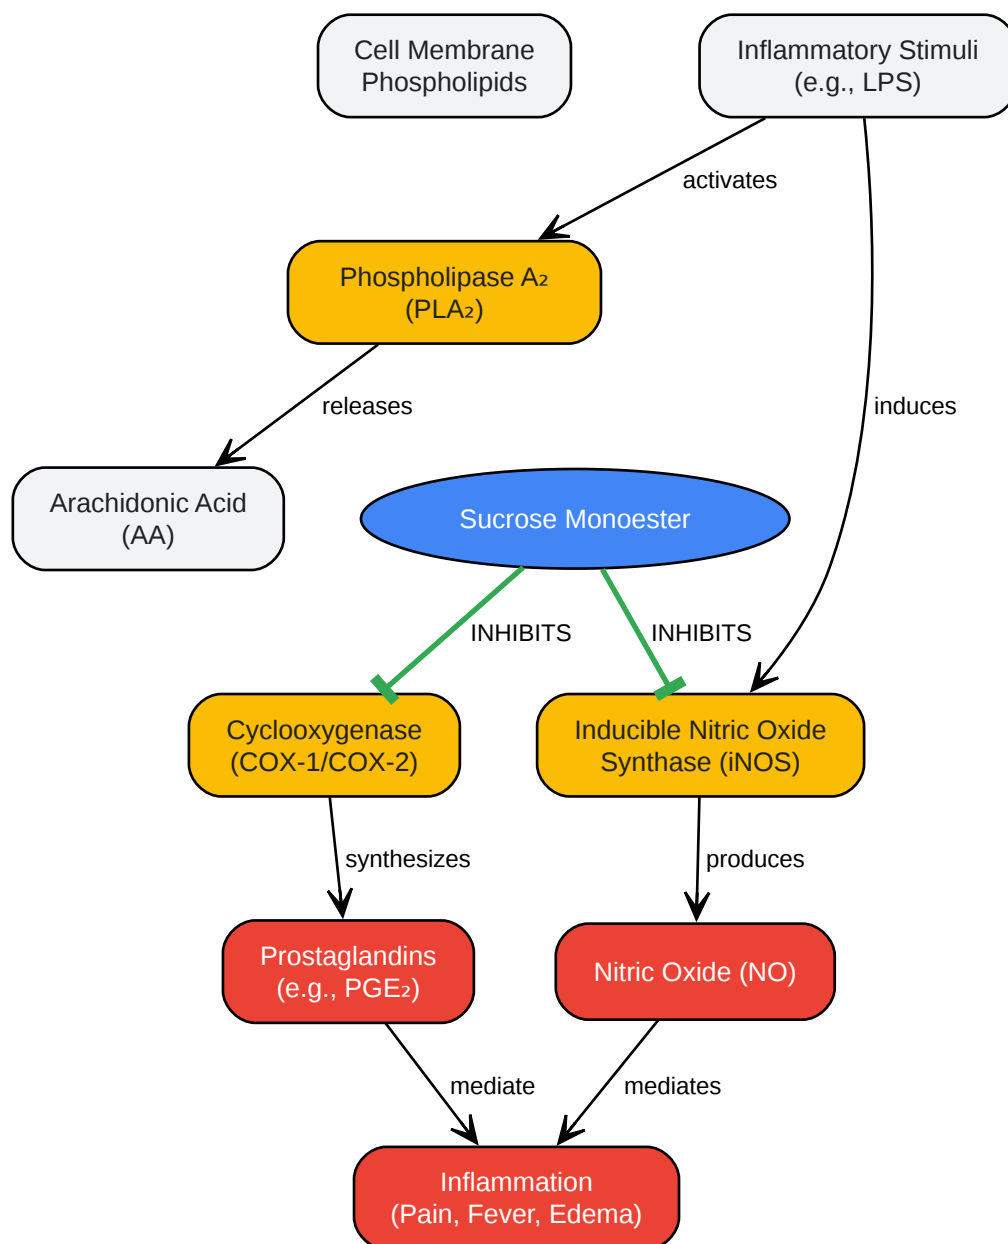 Cell Membrane
Phospholipids
Inflammatory Stimuli
(e.g., LPS)
activates
Phospholipase A₂
(PLA₂)
releases
induces
Arachidonic Acid
(AA)
Sucrose Monoester
INHIBITS
INHIBITS
Cyclooxygenase
(COX-1/COX-2)
Inducible Nitric Oxide
Synthase (iNOS)
synthesizes
produces
Prostaglandins
(e.g., PGE₂)
Nitric Oxide (NO)
mediate
mediates
Inflammation
(Pain, Fever, Edema)